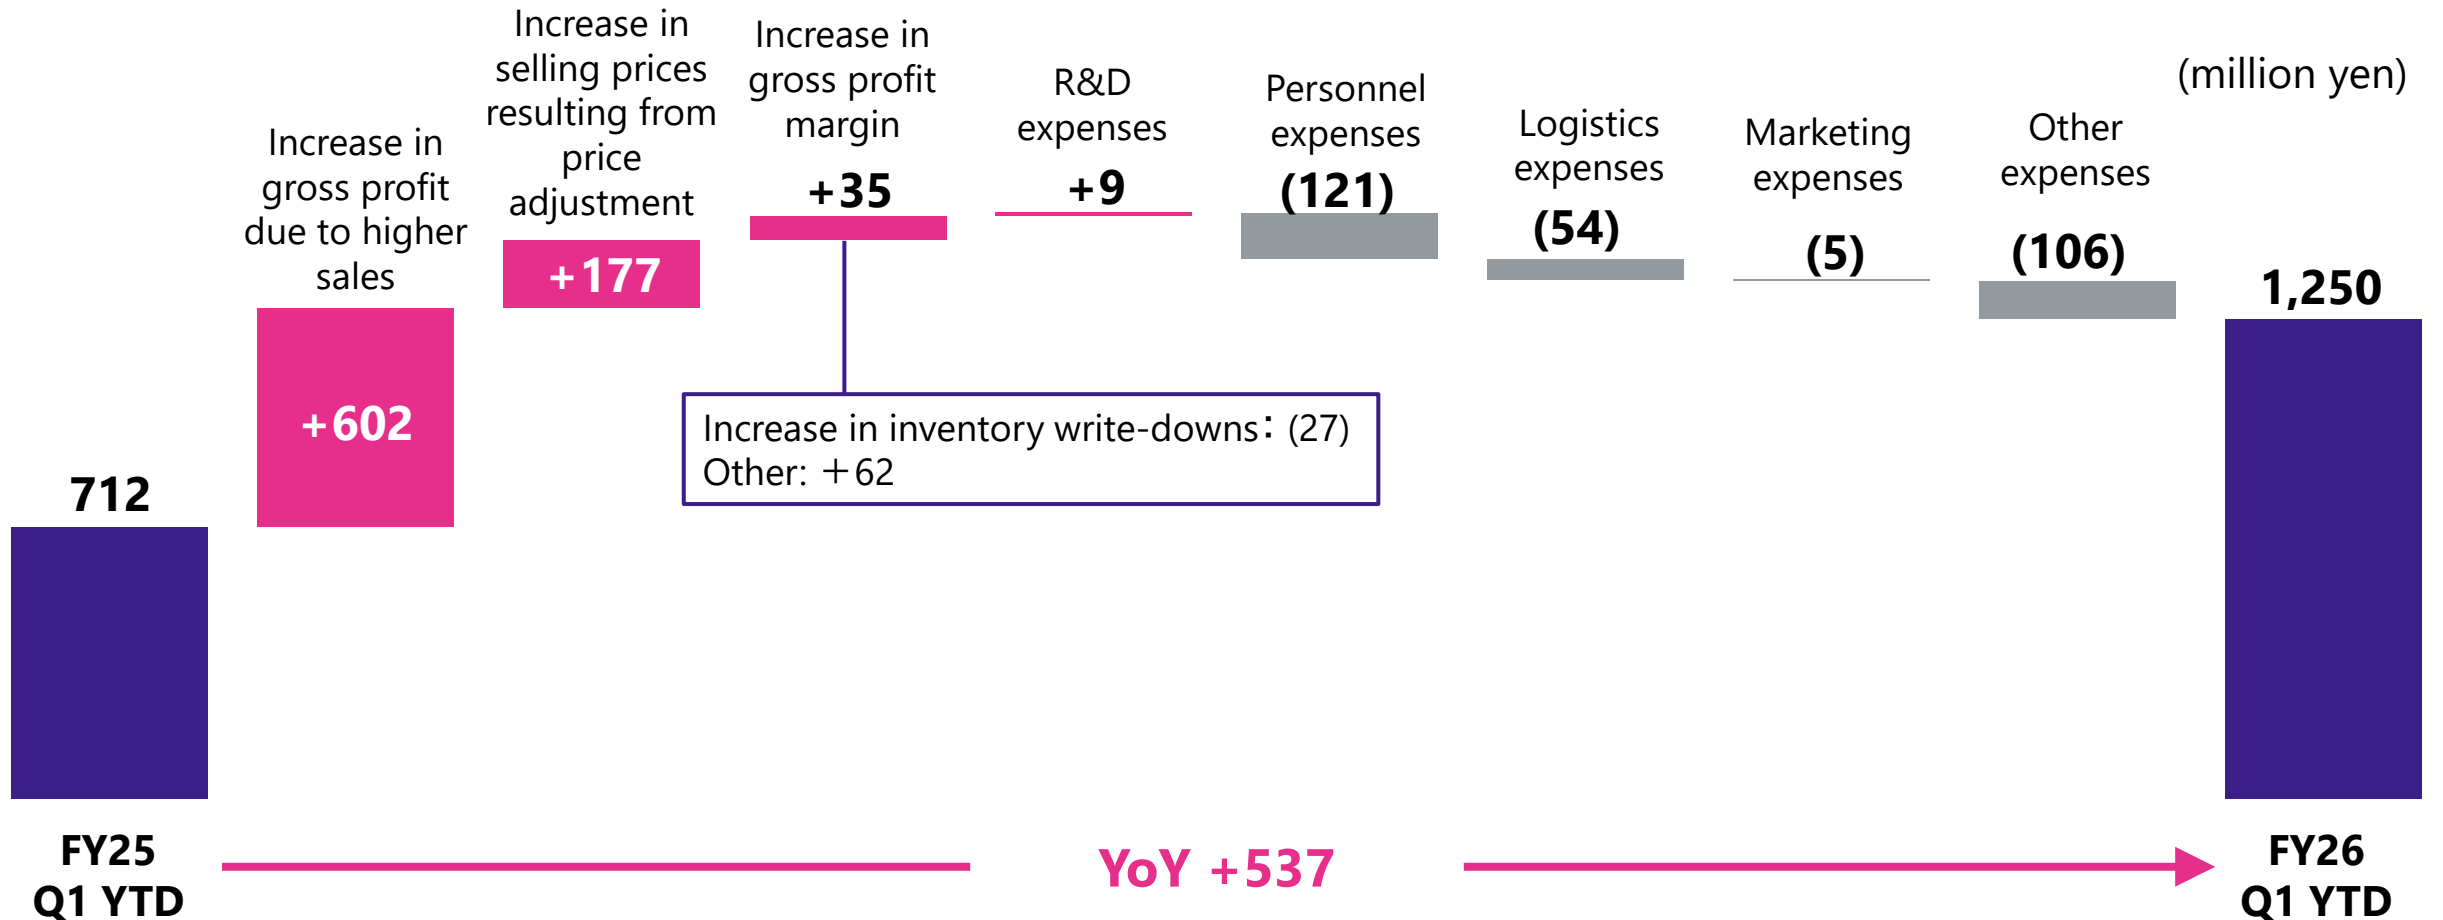 (million yen)
712
Increase in
gross profit
due to higher
sales
+602
Increase in
selling prices
resulting from
price
adjustment
+177
Increase in
gross profit
margin
+35
R&D
expenses
+9
Personnel
expenses
(121)
Logistics
expenses
(54)
Marketing
expenses
(5)
Other
expenses
(106)
1,250
Increase in inventory write-downs：(27)
Other: ＋62
FY25
Q1 YTD
YoY +537
FY26
Q1 YTD